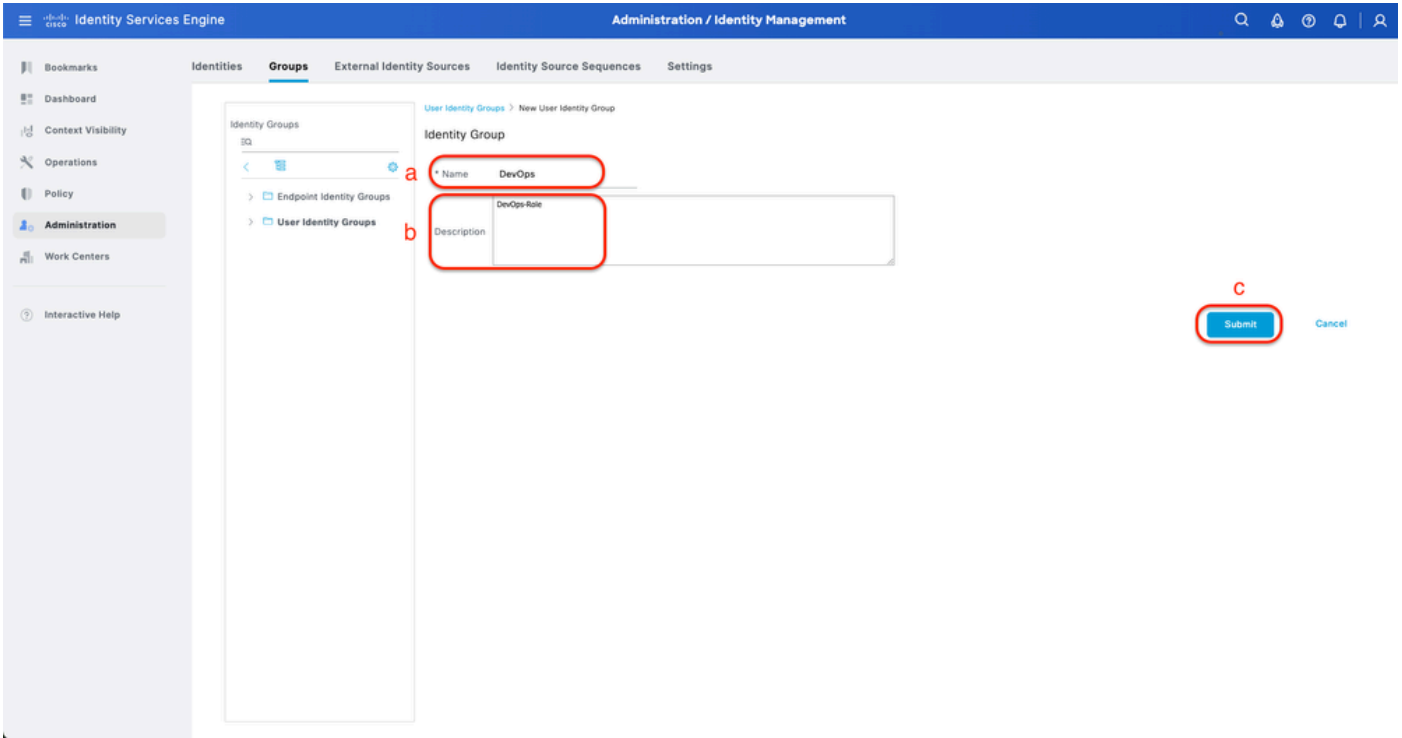 cisco Identity Services Engine
Administration / Identity Management
Bookmarks
Dashboard
Context Visibility
Operations
Policy
Administration
Work Centers
Interactive Help
Identities Groups External Identity Sources Identity Source Sequences Settings
Identity Groups
Endpoint Identity Groups
User Identity Groups
User Identity Groups > New User Identity Group
Identity Group
a
* Name DevOps
b
Description DevOps-Role
c
Submit Cancel